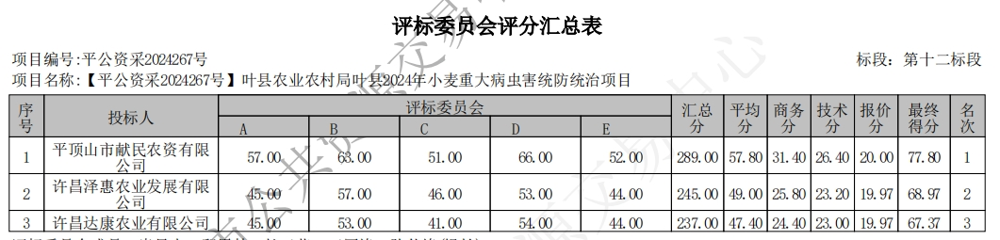 评标委员会评分汇总表
项目编号:平公资采2024267号 标段：第十二标段
项目名称:【平公资采2024267号】叶县农业农村局叶县2024年小麦重大病虫害统防统治项目
序号 投标人 评标委员会 汇总分 平均分 商务分 技术分 报价分 最终得分 名次
A B C D E
1 平顶山市献民农资有限公司 57.00 63.00 51.00 66.00 52.00 289.00 57.80 31.40 26.40 20.00 77.80 1
2 许昌泽惠农业发展有限公司 45.00 57.00 46.00 53.00 44.00 245.00 49.00 25.80 23.20 19.97 68.97 2
3 许昌达康农业有限公司 45.00 53.00 41.00 54.00 44.00 237.00 47.40 24.40 23.00 19.97 67.37 3